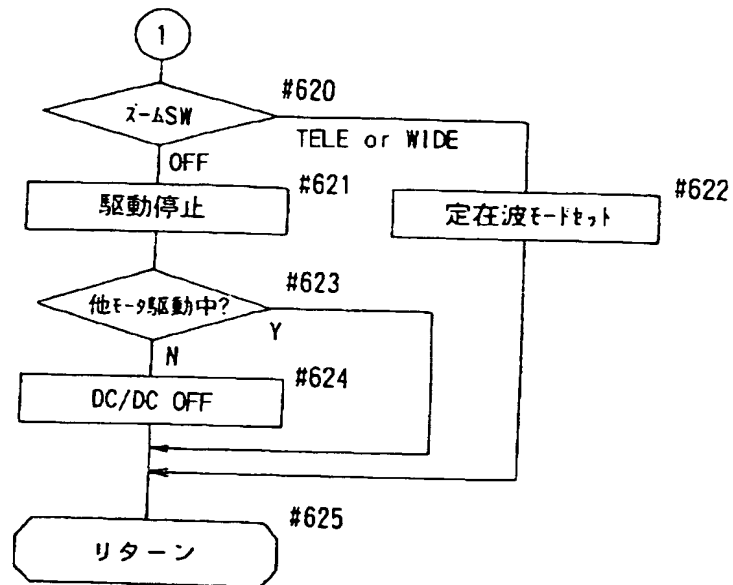 1
#620
ズームSW
TELE or WIDE
OFF
#621
駆動停止
#622
定在波モードセット
#623
他モータ駆動中?
Y
N
#624
DC/DC OFF
#625
リターン